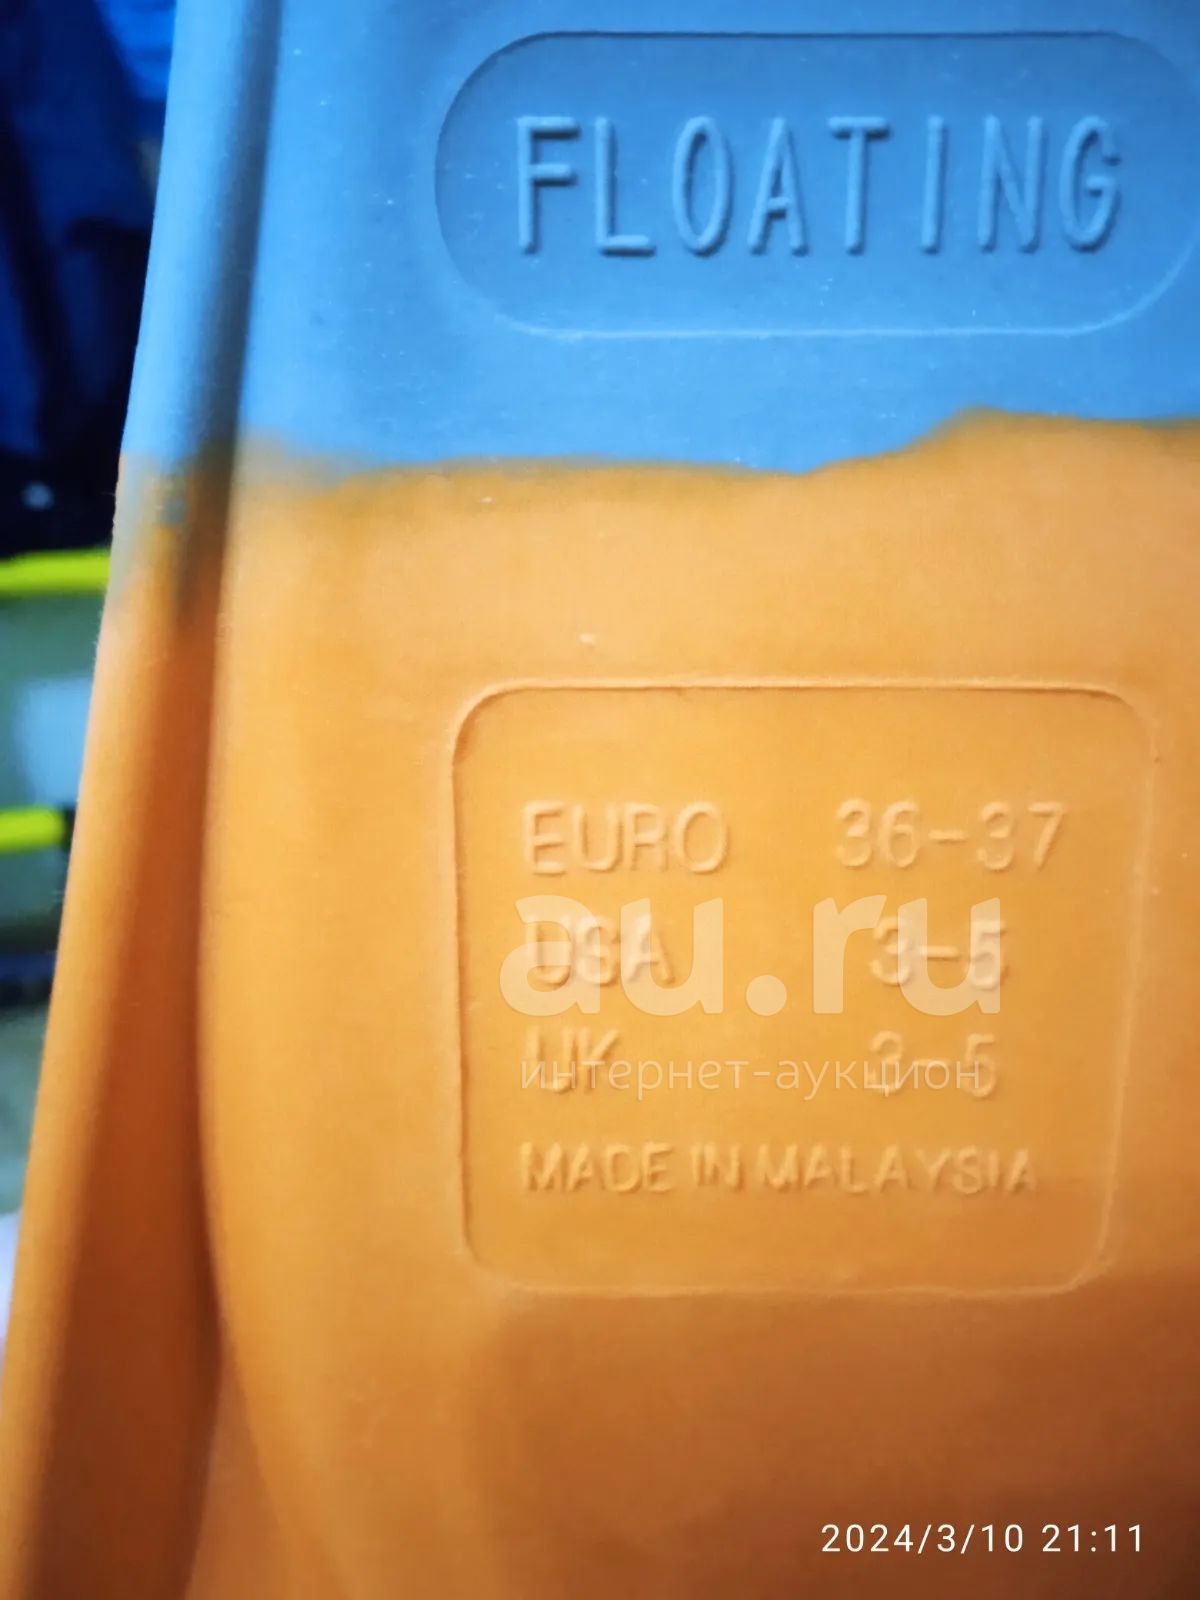 FLOATING
EURO 36-37
USA 3-5
UK 3-5
MADE IN MALAYSIA
au.ru
интернет-аукцион
2024/3/10 21:11